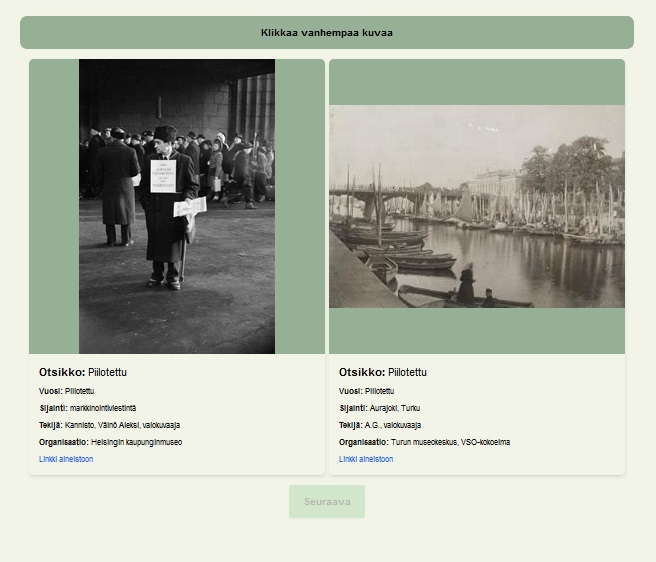 Klikkaa vanhempaa kuvaa
Otsikko: Piilotettu
Vuosi: Piilotettu
Sijainti: markkinointiviestintä
Tekijä: Kannisto, Väinö Aleksi, valokuvaaja
Organisaatio: Helsingin kaupunginmuseo
Linkki aineistoon
Otsikko: Piilotettu
Vuosi: Piilotettu
Sijainti: Aurajoki, Turku
Tekijä: A.G., valokuvaaja
Organisaatio: Turun museokeskus, VSO-kokoelma
Linkki aineistoon
Seuraava